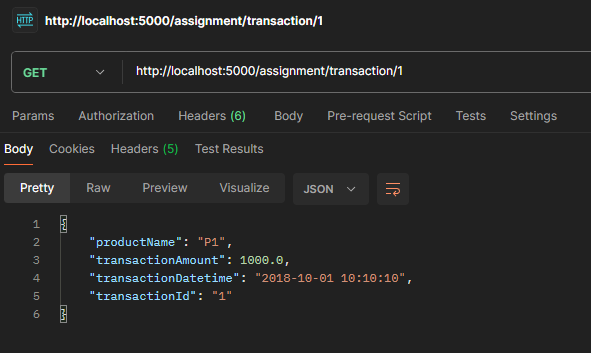 HTTP http://localhost:5000/assignment/transaction/1
GET http://localhost:5000/assignment/transaction/1
Params Authorization Headers (6) Body Pre-request Script Tests Settings
Body Cookies Headers (5) Test Results
Pretty Raw Preview Visualize JSON
1 {
2 "productName": "P1",
3 "transactionAmount": 1000.0,
4 "transactionDatetime": "2018-10-01 10:10:10",
5 "transactionId": "1"
6 }